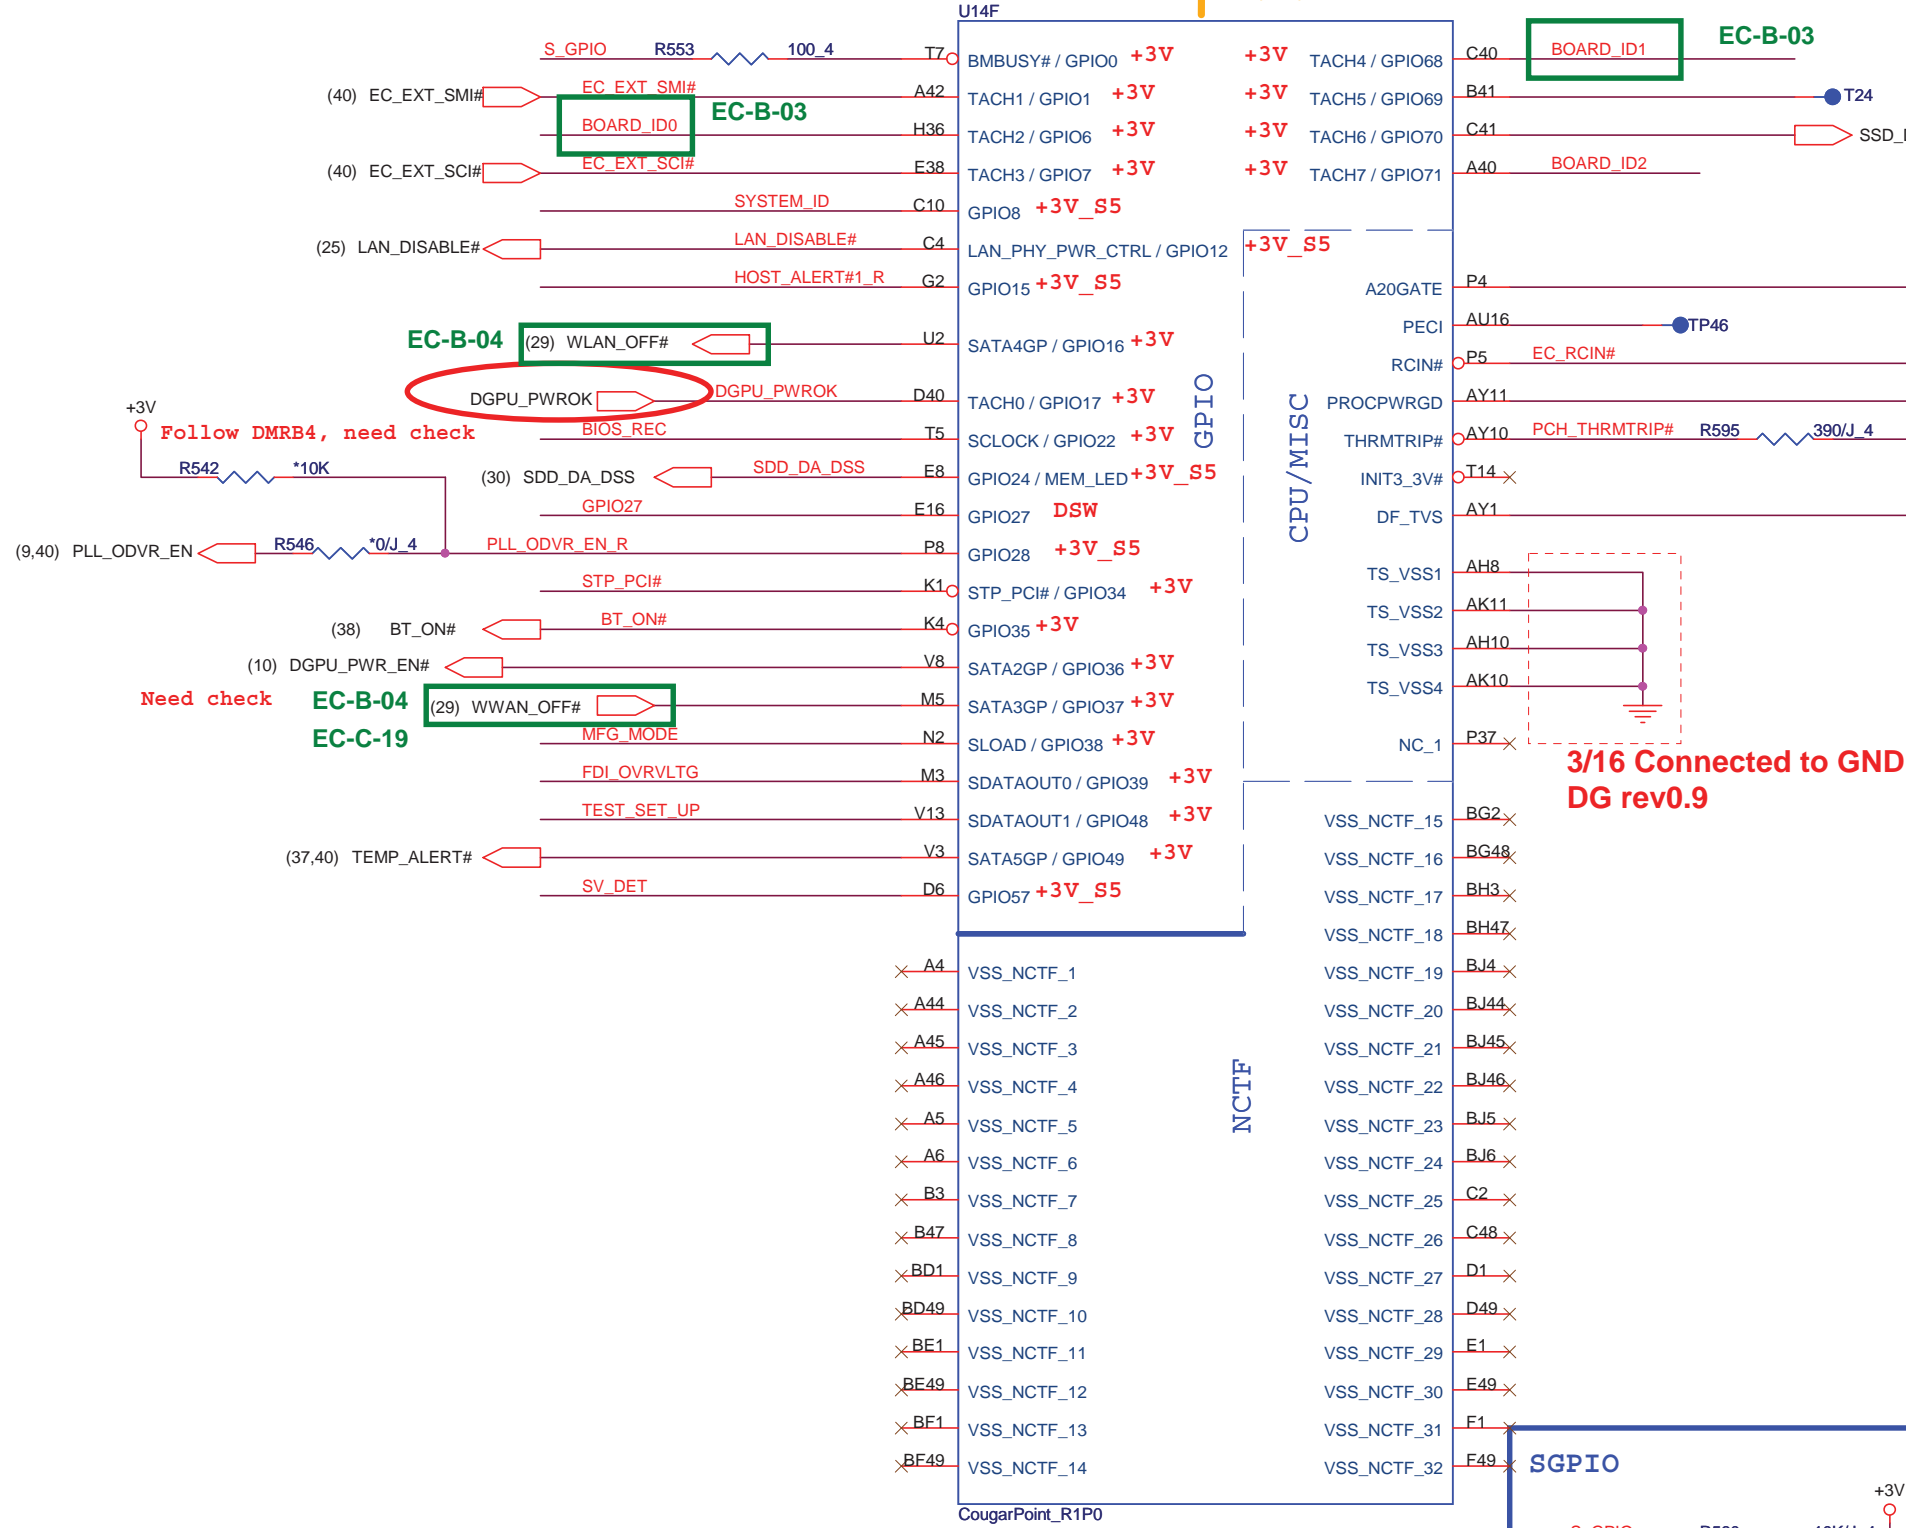 U14F
S_GPIO R553 100_4 T7 BMBUSY# / GPIO0 +3V +3V TACH4 / GPIO68 C40 BOARD_ID1 EC-B-03
(40) EC_EXT_SMI# EC_EXT_SMI# A42 TACH1 / GPIO1 +3V +3V TACH5 / GPIO69 B41 T24
BOARD_ID0 EC-B-03 H36 TACH2 / GPIO6 +3V +3V TACH6 / GPIO70 C41
(40) EC_EXT_SCI# EC_EXT_SCI# E38 TACH3 / GPIO7 +3V +3V TACH7 / GPIO71 A40 BOARD_ID2
SYSTEM_ID C10 GPIO8 +3V_S5
(25) LAN_DISABLE# LAN_DISABLE# C4 LAN_PHY_PWR_CTRL / GPIO12 +3V_S5
HOST_ALERT#1_R G2 GPIO15 +3V_S5 A20GATE P4
PECI AU16 TP46
EC-B-04 (29) WLAN_OFF# U2 SATA4GP / GPIO16 +3V
RCIN# P5 EC_RCIN#
DGPU_PWROK DGPU_PWROK D40 TACH0 / GPIO17 +3V PROCPWRGD AY11
+3V
Follow DMRB4, need check
BIOS_REC T5 SCLOCK / GPIO22 +3V THRMTRIP# AY10 PCH_THRMTRIP# R595 390/J_4
R542 *10K (30) SDD_DA_DSS SDD_DA_DSS E8 GPIO24 / MEM_LED +3V_S5 INIT3_3V# T14
GPIO27 E16 GPIO27 DSW DF_TVS AY1
(9,40) PLL_ODVR_EN R546 *0/J_4 PLL_ODVR_EN_R P8 GPIO28 +3V_S5
TS_VSS1 AH8
STP_PCI# K1 STP_PCI# / GPIO34 +3V
TS_VSS2 AK11
(38) BT_ON# BT_ON# K4 GPIO35 +3V
TS_VSS3 AH10
(10) DGPU_PWR_EN# V8 SATA2GP / GPIO36 +3V
TS_VSS4 AK10
Need check EC-B-04 (29) WWAN_OFF# M5 SATA3GP / GPIO37 +3V
EC-C-19 MFG_MODE N2 SLOAD / GPIO38 +3V NC_1 P37
3/16 Connected to GND
DG rev0.9
FDI_OVRVLTG M3 SDATAOUT0 / GPIO39 +3V
TEST_SET_UP V13 SDATAOUT1 / GPIO48 +3V VSS_NCTF_15 BG2
(37,40) TEMP_ALERT# V3 SATA5GP / GPIO49 +3V VSS_NCTF_16 BG48
SV_DET D6 GPIO57 +3V_S5 VSS_NCTF_17 BH3
VSS_NCTF_18 BH47
GPIO
CPU/MISC
NCTF
A4 VSS_NCTF_1 VSS_NCTF_19 BJ4
A44 VSS_NCTF_2 VSS_NCTF_20 BJ44
A45 VSS_NCTF_3 VSS_NCTF_21 BJ45
A46 VSS_NCTF_4 VSS_NCTF_22 BJ46
A5 VSS_NCTF_5 VSS_NCTF_23 BJ5
A6 VSS_NCTF_6 VSS_NCTF_24 BJ6
B3 VSS_NCTF_7 VSS_NCTF_25 C2
B47 VSS_NCTF_8 VSS_NCTF_26 C48
BD1 VSS_NCTF_9 VSS_NCTF_27 D1
BD49 VSS_NCTF_10 VSS_NCTF_28 D49
BE1 VSS_NCTF_11 VSS_NCTF_29 E1
BE49 VSS_NCTF_12 VSS_NCTF_30 E49
BF1 VSS_NCTF_13 VSS_NCTF_31 F1
BF49 VSS_NCTF_14 VSS_NCTF_32 F49
SGPIO
+3V
CougarPoint_R1P0